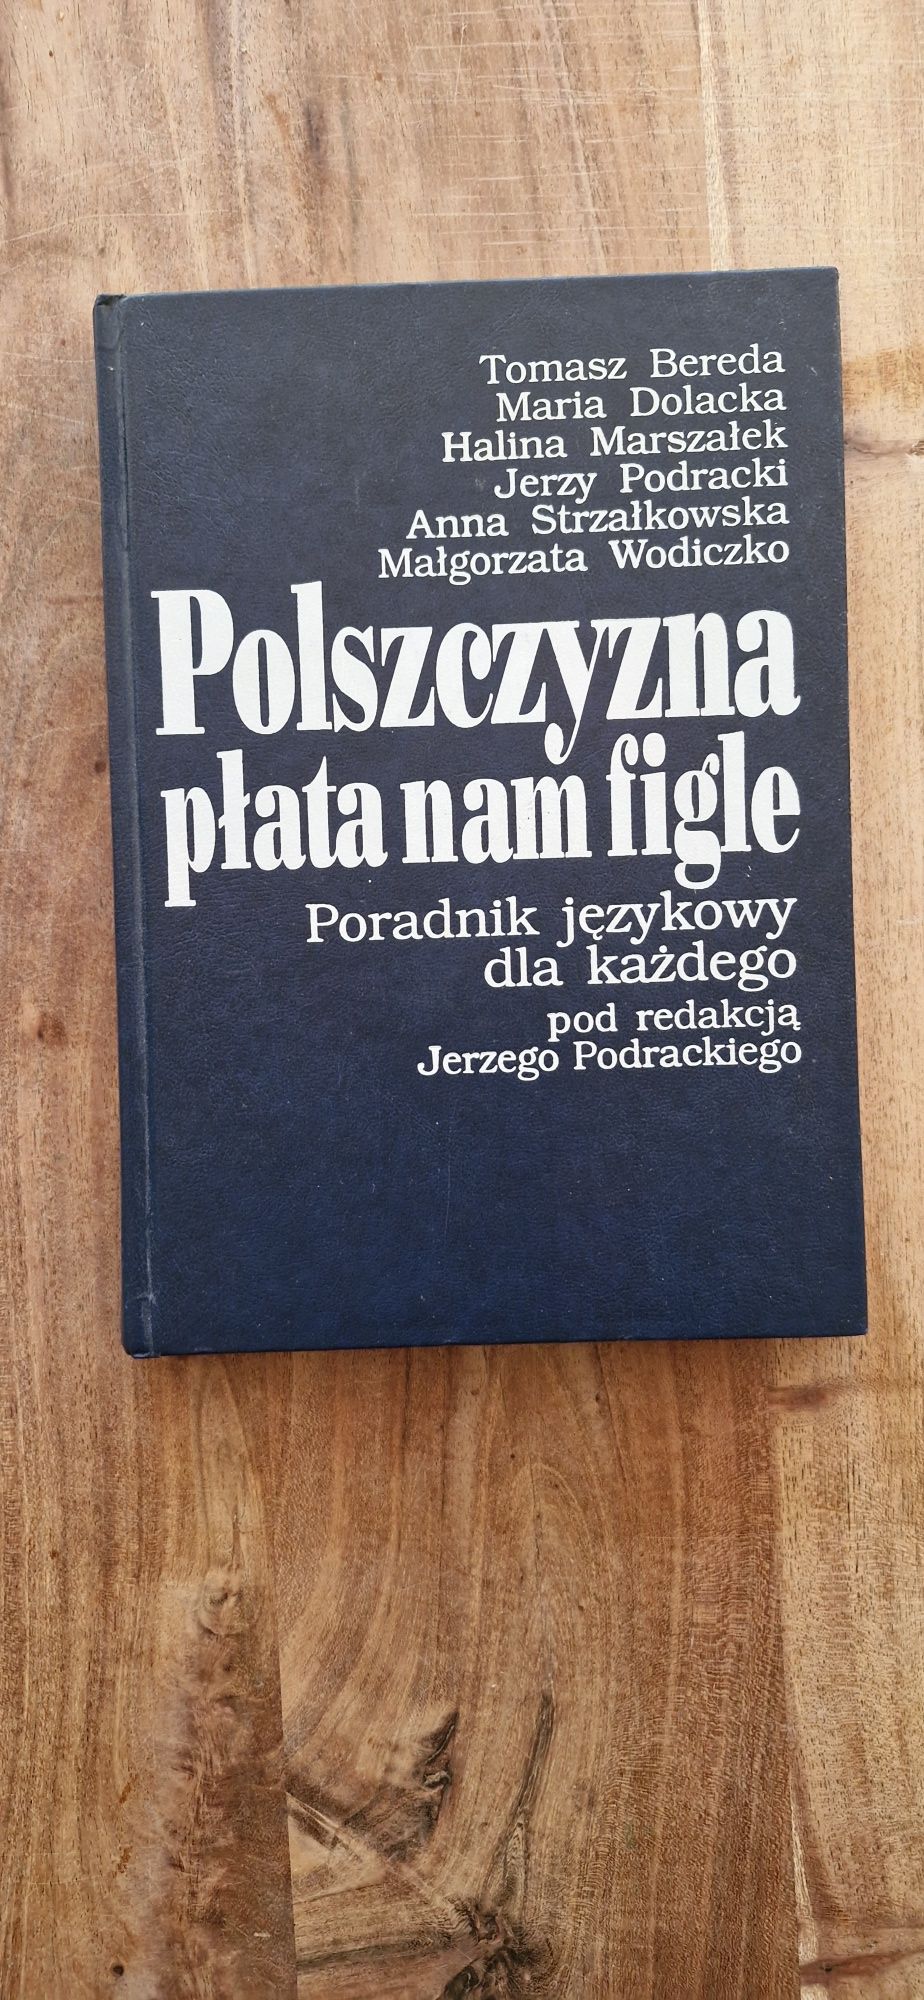 Tomasz Bereda
Maria Dolacka
Halina Marszałek
Jerzy Podracki
Anna Strzałkowska
Małgorzata Wodiczko
Polszczyzna
płata nam figle
Poradnik językowy
dla każdego
pod redakcją
Jerzego Podrackiego